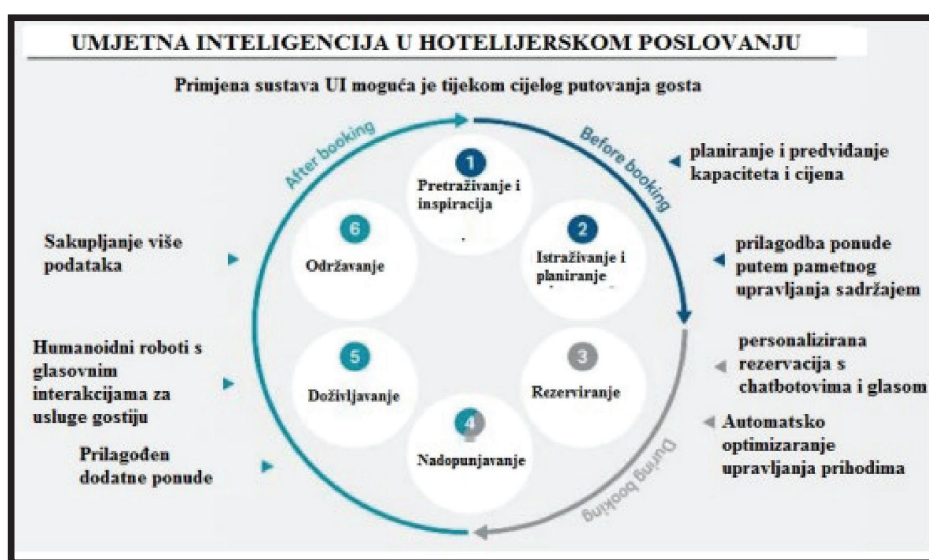 UMJETNA INTELIGENCIJA U HOTELIJERSKOM POSLOVANJU
Primjena sustava UI moguća je tijekom cijelog putovanja gosta
After booking
Before booking
1
Pretraživanje i
inspiracija
2
Istraživanje i
planiranje
3
Rezerviranje
4
Nadopunjavanje
5
Doživljavanje
6
Održavanje
During booking
planiranje i predviđanje
kapaciteta i cijena
prilagodba ponude
putem pametnog
upravljanja sadržajem
personalizirana
rezervacija s
chatbotovima i glasom
Automatsko
optimizaranje
upravljanja prihodima
Sakupljanje više
podataka
Humanoidni roboti s
glasovnim
interakcijama za
usluge gostiju
Prilagođen
dodatne ponude